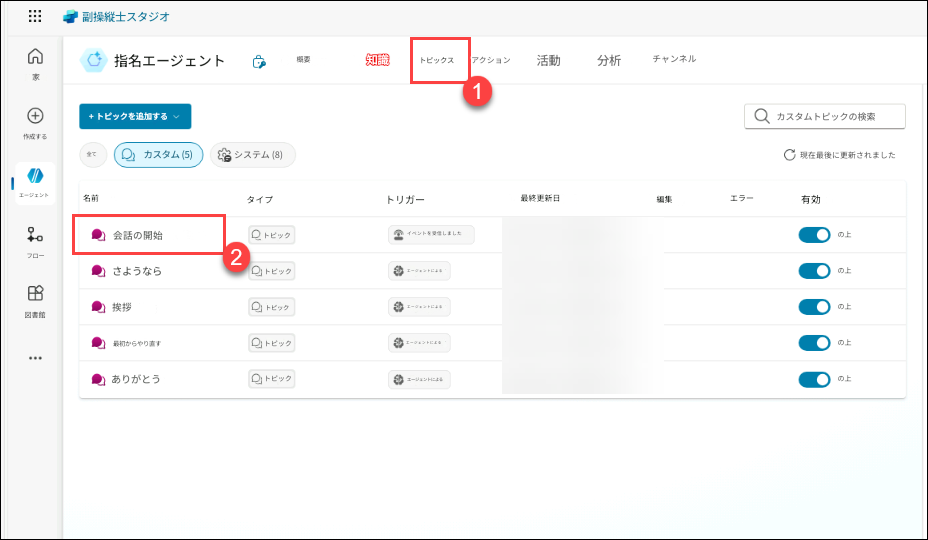 副操縦士スタジオ
家
作成する
エージェント
フロー
図書館
指名エージェント
概要
知識
トピックス
アクション
活動
分析
チャンネル
1
+ トピックを追加する
カスタムトピックの検索
全て
カスタム (5)
システム (8)
現在最後に更新されました
名前 タイプ トリガー 最終更新日 編集 エラー 有効
会話の開始 トピック イベントを受信しました の上
2
さようなら トピック エージェントによる の上
挨拶 トピック エージェントによる の上
最初からやり直す トピック エージェントによる の上
ありがとう トピック エージェントによる の上